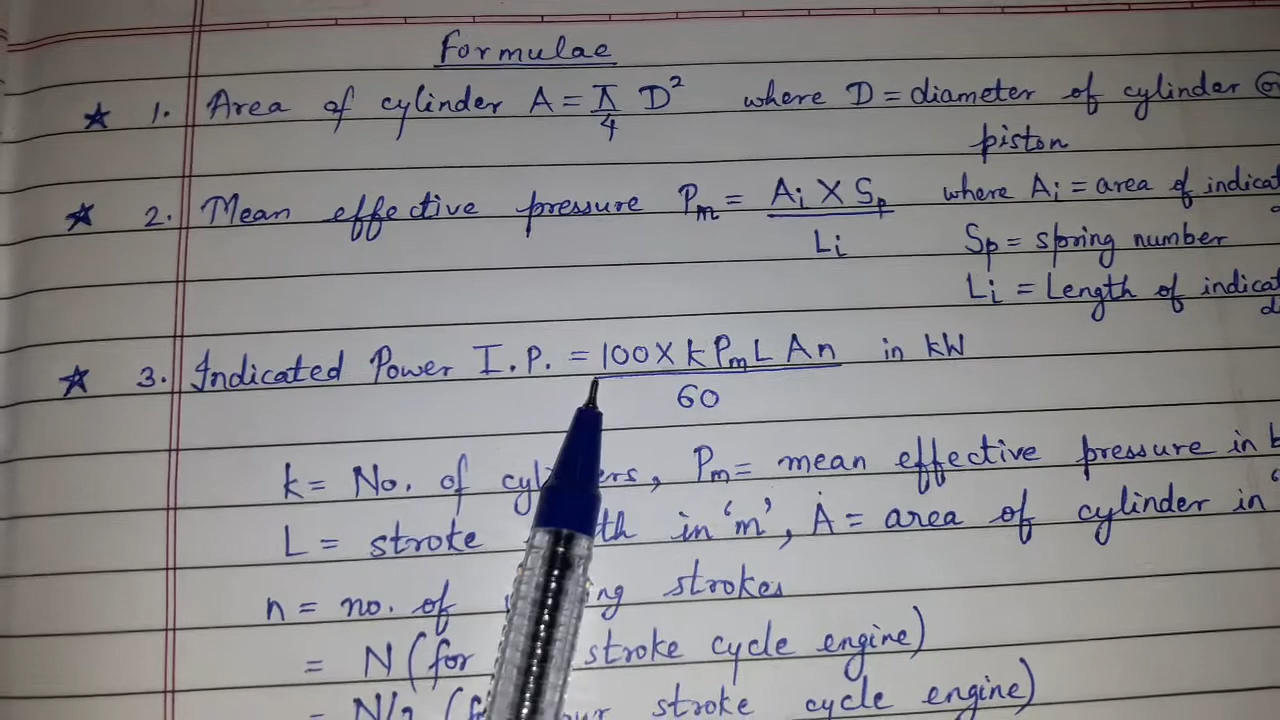 Formulae
★ 1. Area of cylinder A = π/4 D² where D = diameter of cylinder
piston
★ 2. Mean effective pressure Pm = Ai X Sp / Li where Ai = area of
Sp = spring number
Li = Length of
★ 3. Indicated Power I.P. = 100 X k Pm L A n / 60 in kW
k = No. of Pm = mean effective pressure in
L = stroke in 'm', A = area of cylinder in
n = no. of strokes
= N (for stroke cycle engine)
= N/2 stroke cycle engine)